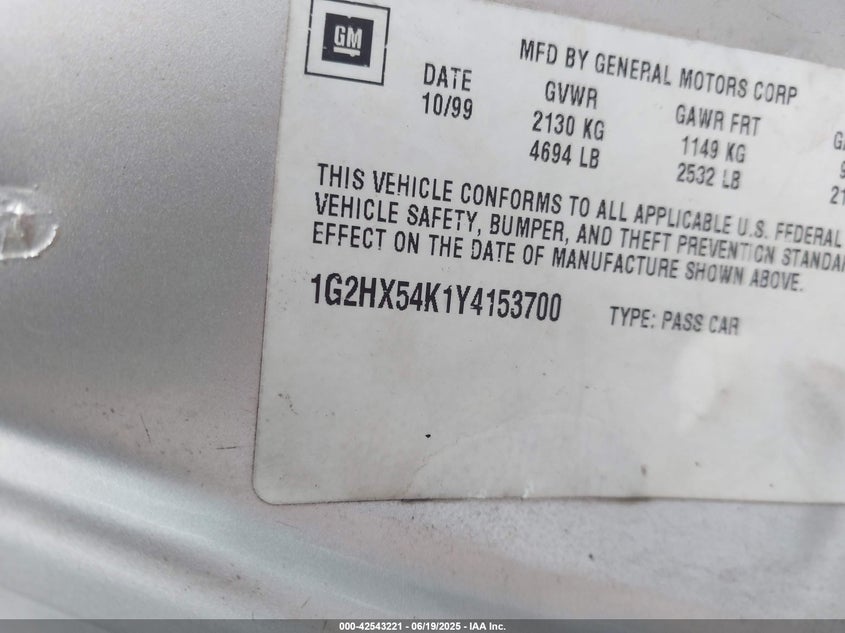 GM
MFD BY GENERAL MOTORS CORP
DATE GVWR GAWR FRT
10/99 2130 KG 1149 KG
4694 LB 2532 LB
THIS VEHICLE CONFORMS TO ALL APPLICABLE U.S. FEDERAL
VEHICLE SAFETY, BUMPER, AND THEFT PREVENTION
EFFECT ON THE DATE OF MANUFACTURE SHOWN ABOVE.
1G2HX54K1Y4153700 TYPE: PASS CAR
000-42543221 - 06/19/2025 - IAA Inc.